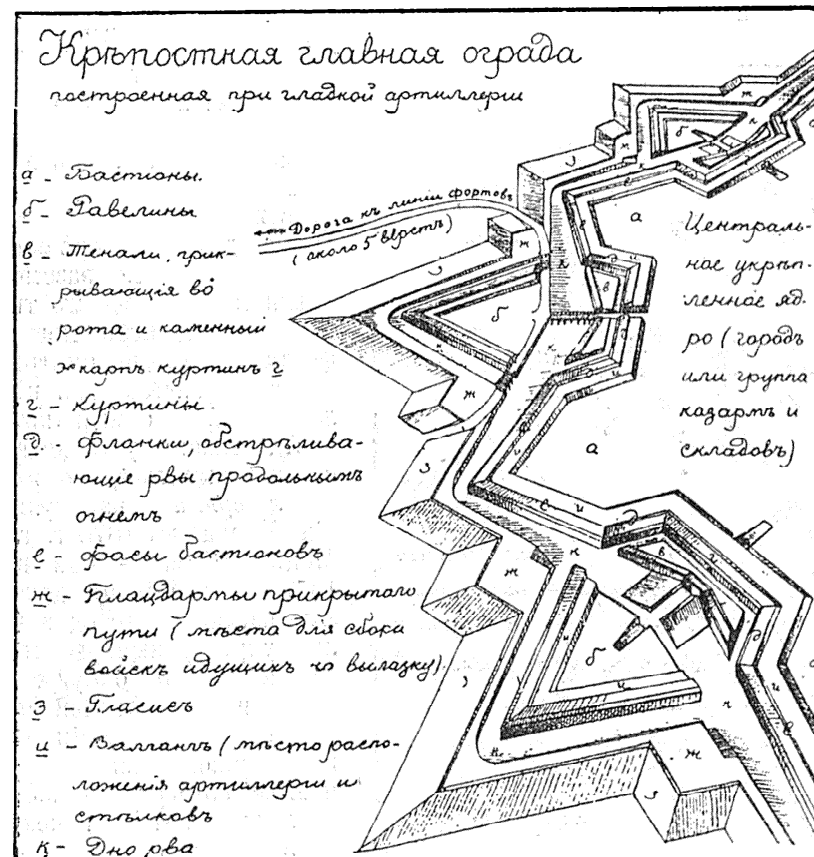 Крѣпостная главная ограда
построенная при гладкой артиллеріи
а - Бастіоны.
б - Равелины
в - Тенали, прик-
рывающія во
рота и каменный
эскарпъ куртинъ г
г - Куртины.
д - Фланки, обстрѣлива-
ющіе рвы продольнымъ
огнемъ
е - Фасы бастіоновъ
ж - Плацдармы прикрытаго
пути (мѣста для сбора
войскъ идущихъ на вылазку)
з - Гласисъ
и - Валгангъ (мѣсто распо-
ложенія артиллеріи и
стрѣлковъ
к - Дно рва
Дорога къ линіи фортовъ
(около 5 верстъ)
Централь-
ное укрѣп-
ленное яд-
ро (городъ
или группа
казармъ и
складовъ)
а
а
б
б
б
в
в
е
е
ж
ж
ж
ж
ж
з
з
з
и
и
к
к
к